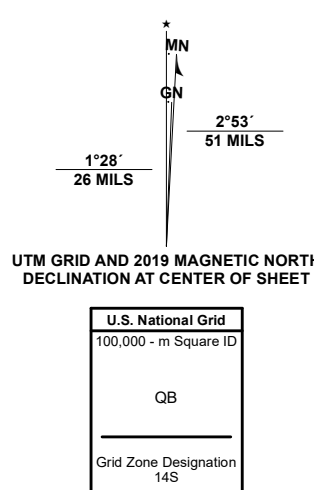 ★
MN
GN
2°53´
51 MILS
1°28´
26 MILS
UTM GRID AND 2019 MAGNETIC NORTH
DECLINATION AT CENTER OF SHEET
U.S. National Grid
100,000 - m Square ID
QB
Grid Zone Designation
14S